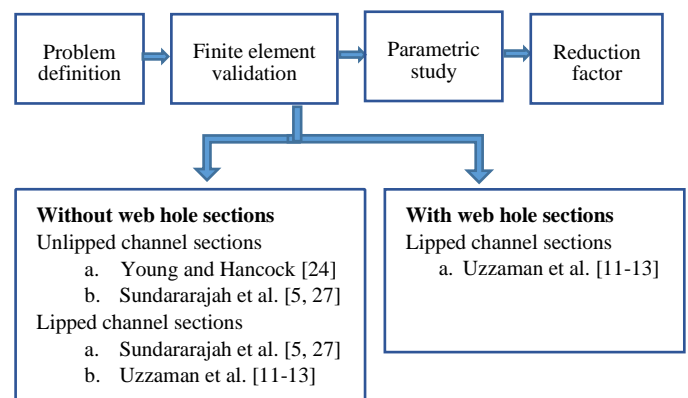 Problem
definition
Finite element
validation
Parametric
study
Reduction
factor
Without web hole sections
Unlipped channel sections
a. Young and Hancock [24]
b. Sundararajah et al. [5, 27]
Lipped channel sections
a. Sundararajah et al. [5, 27]
b. Uzzaman et al. [11-13]
With web hole sections
Lipped channel sections
a. Uzzaman et al. [11-13]